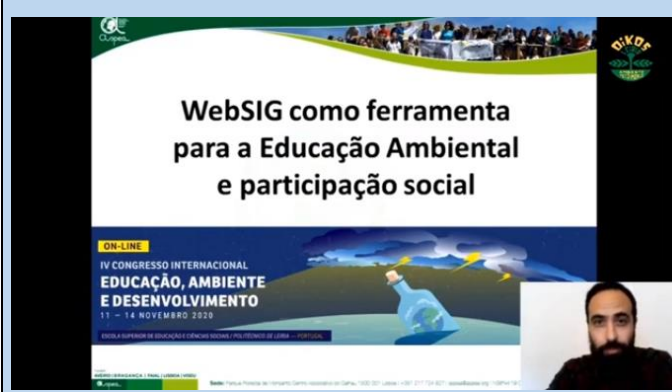 OiKOS
WebSIG como ferramenta
para a Educação Ambiental
e participação social
ON-LINE
IV CONGRESSO INTERNACIONAL
EDUCAÇÃO, AMBIENTE
E DESENVOLVIMENTO
11 – 14 NOVEMBRO 2020
ESCOLA SUPERIOR DE EDUCAÇÃO E CIÊNCIAS SOCIAIS / POLITÉCNICO DE LEIRIA — PORTUGAL